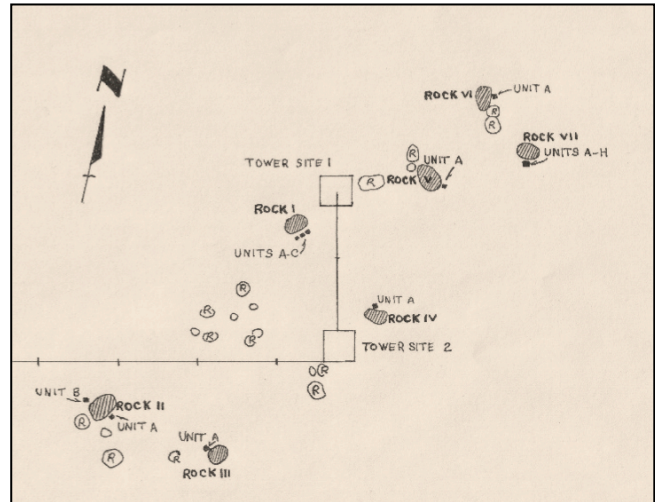 N
ROCK VI
UNIT A
R
R
ROCK VII
UNITS A-H
R
UNIT A
TOWER SITE 1
R
ROCK V
ROCK I
UNITS A-C
R
R
R
R
UNIT A
ROCK IV
TOWER SITE 2
R
R
UNIT B
ROCK II
R
UNIT A
R
R
UNIT A
ROCK III